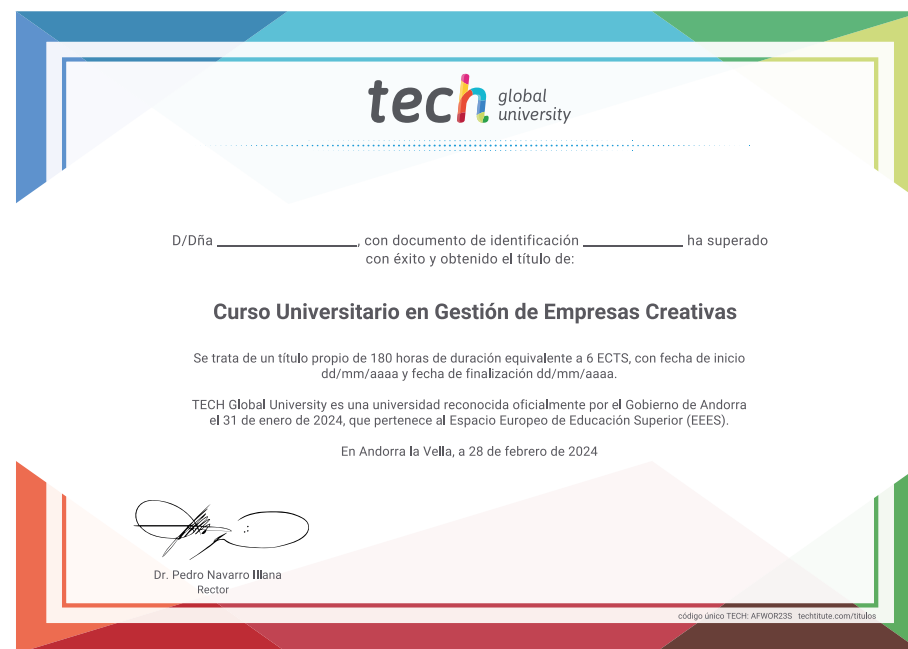 tech global university
D/Dña ____________________, con documento de identificación ______________ ha superado
con éxito y obtenido el título de:
Curso Universitario en Gestión de Empresas Creativas
Se trata de un título propio de 180 horas de duración equivalente a 6 ECTS, con fecha de inicio
dd/mm/aaaa y fecha de finalización dd/mm/aaaa.
TECH Global University es una universidad reconocida oficialmente por el Gobierno de Andorra
el 31 de enero de 2024, que pertenece al Espacio Europeo de Educación Superior (EEES).
En Andorra la Vella, a 28 de febrero de 2024
Dr. Pedro Navarro Illana
Rector
código único TECH: AFWOR23S techtitute.com/titulos